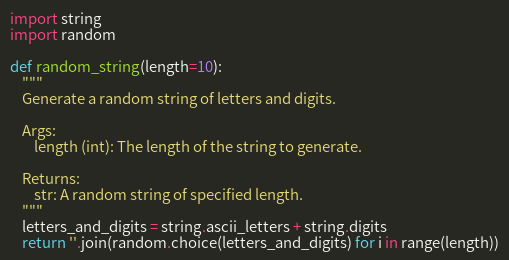 import string
import random

def random_string(length=10):
    """
    Generate a random string of letters and digits.

    Args:
        length (int): The length of the string to generate.

    Returns:
        str: A random string of specified length.
    """
    letters_and_digits = string.ascii_letters + string.digits
    return ''.join(random.choice(letters_and_digits) for i in range(length))